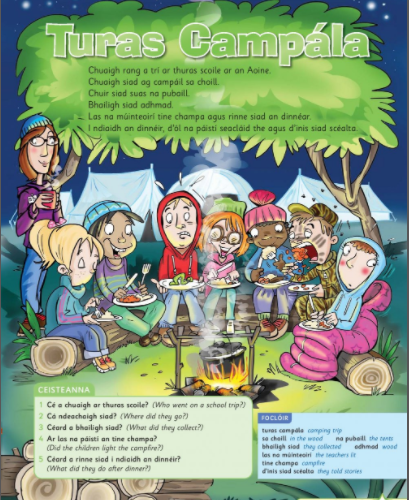 Turas Campála
Chuaigh rang a trí ar thuras scoile ar an Aoine.
Chuaigh siad ag campáil sa choill.
Chuir siad suas na pubaill.
Bhailigh siad adhmad.
Las na múinteoirí tine champa agus rinne siad an dinnéar.
I ndiaidh an dinnéir, d'ól na páistí seacláid the agus d'inis siad scéalta.
CEISTEANNA
1 Cé a chuaigh ar thuras scoile? (Who went on a school trip?)
2 Cá ndeachaigh siad? (Where did they go?)
3 Céard a bhailigh siad? (What did they collect?)
4 Ar las na páistí an tine champa?
(Did the children light the campfire?)
5 Céard a rinne siad i ndiaidh an dinnéir?
(What did they do after dinner?)
FOCLÓIR
turas campála camping trip
sa choill in the wood na pubaill the tents
bhailigh siad they collected adhmad wood
las na múinteoirí the teachers lit
tine champa campfire
d'inis siad scéalta they told stories